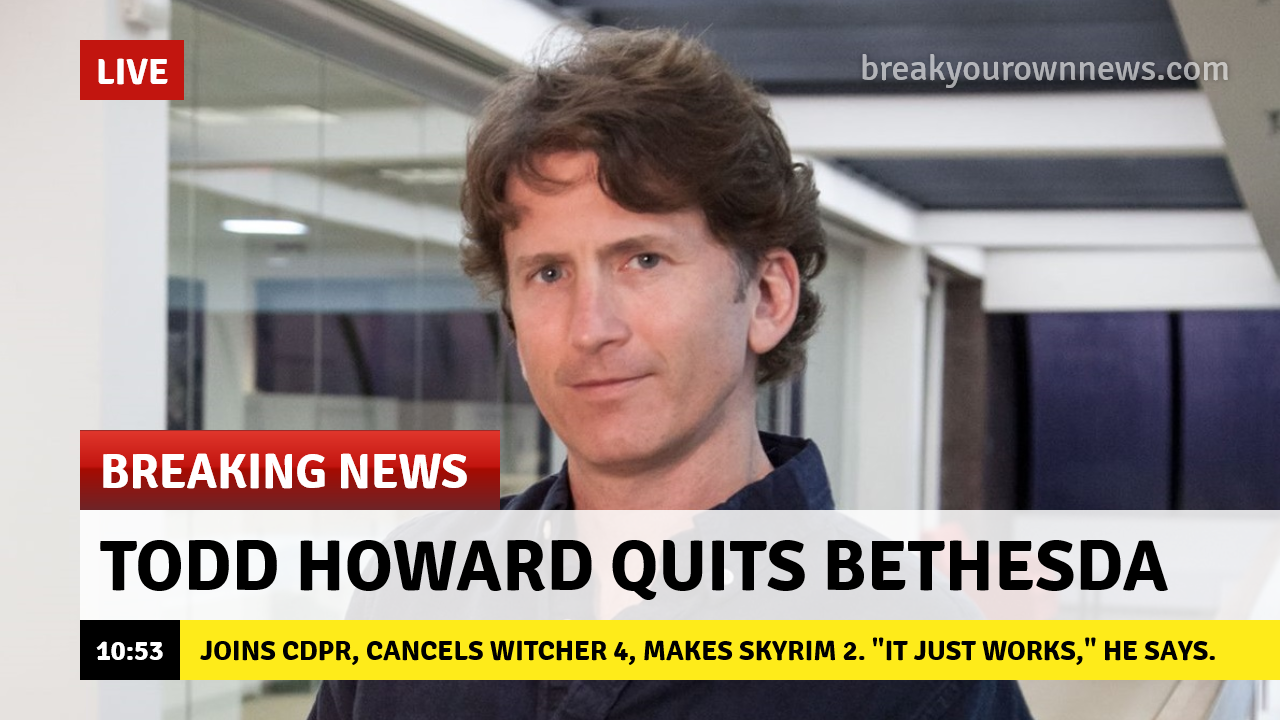 LIVE
breakyourownnews.com
BREAKING NEWS
TODD HOWARD QUITS BETHESDA
10:53
JOINS CDPR, CANCELS WITCHER 4, MAKES SKYRIM 2. "IT JUST WORKS," HE SAYS.